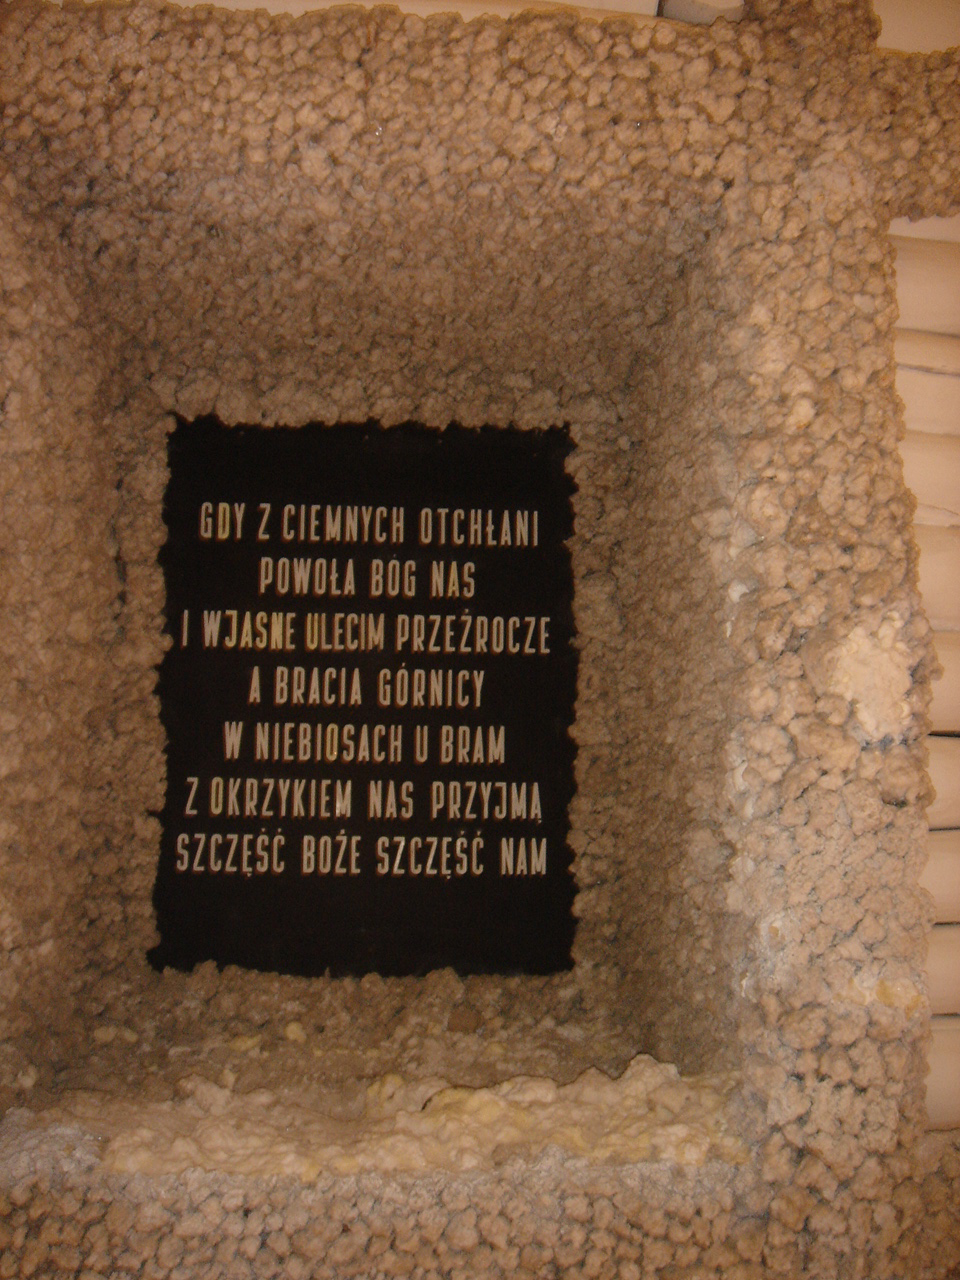 GDY Z CIEMNYCH OTCHŁANI
POWOŁA BÓG NAS
I WJASNE ULECIM PRZEŹROCZE
A BRACIA GÓRNICY
W NIEBIOSACH U BRAM
Z OKRZYKIEM NAS PRZYJMĄ
SZCZĘŚĆ BOŻE SZCZĘŚĆ NAM